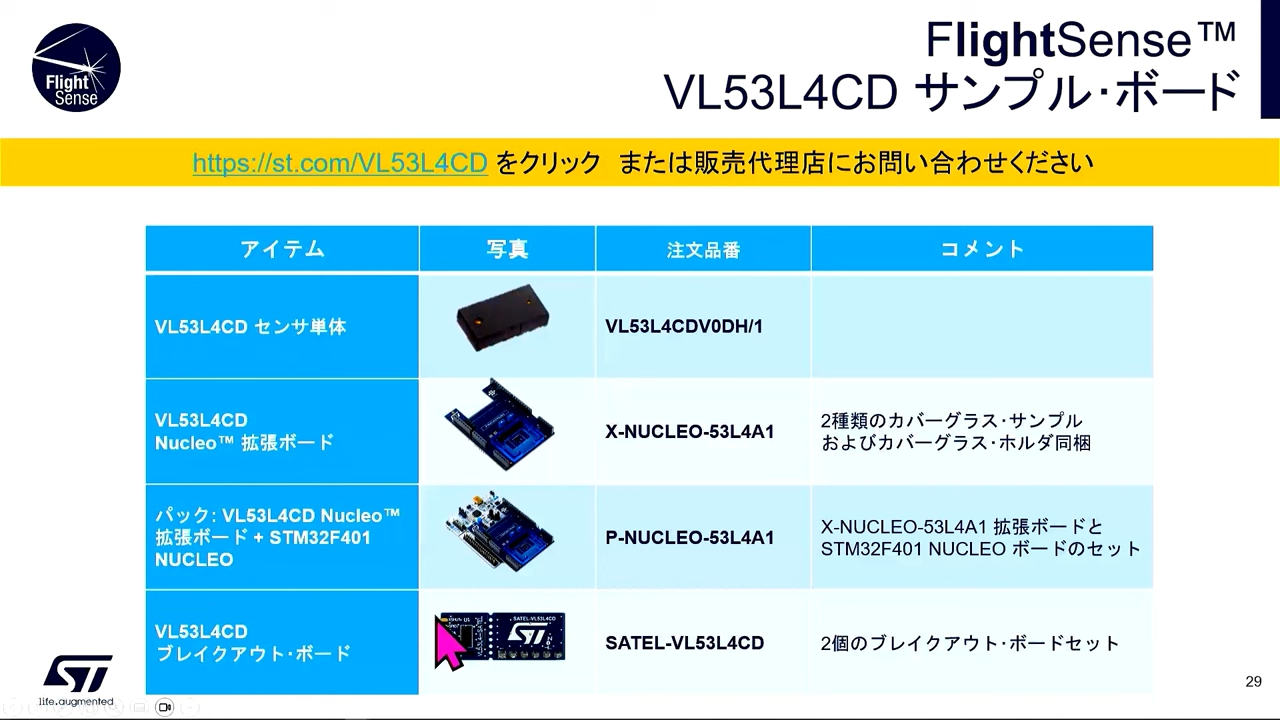 Flight
Sense
FlightSense™
VL53L4CD サンプル・ボード
https://st.com/VL53L4CD をクリック または販売代理店にお問い合わせください
アイテム 写真 注文品番 コメント
VL53L4CD センサ単体 VL53L4CDV0DH/1
VL53L4CD
Nucleo™ 拡張ボード
X-NUCLEO-53L4A1
2種類のカバーグラス・サンプル
およびカバーグラス・ホルダ同梱
パック: VL53L4CD Nucleo™
拡張ボード + STM32F401
NUCLEO
P-NUCLEO-53L4A1
X-NUCLEO-53L4A1 拡張ボードと
STM32F401 NUCLEO ボードのセット
VL53L4CD
ブレイクアウト・ボード
SATEL-VL53L4CD
ST
SATEL-VL53L4CD
2個のブレイクアウト・ボードセット
ST
life.augmented
29